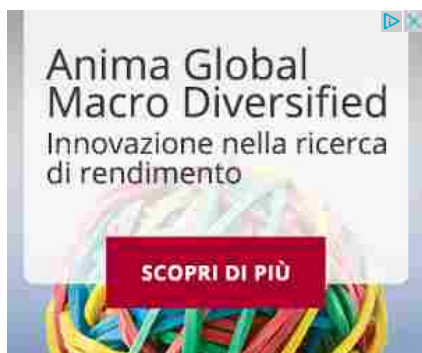 Anima Global
Macro Diversified
Innovazione nella ricerca
di rendimento
SCOPRI DI PIÙ